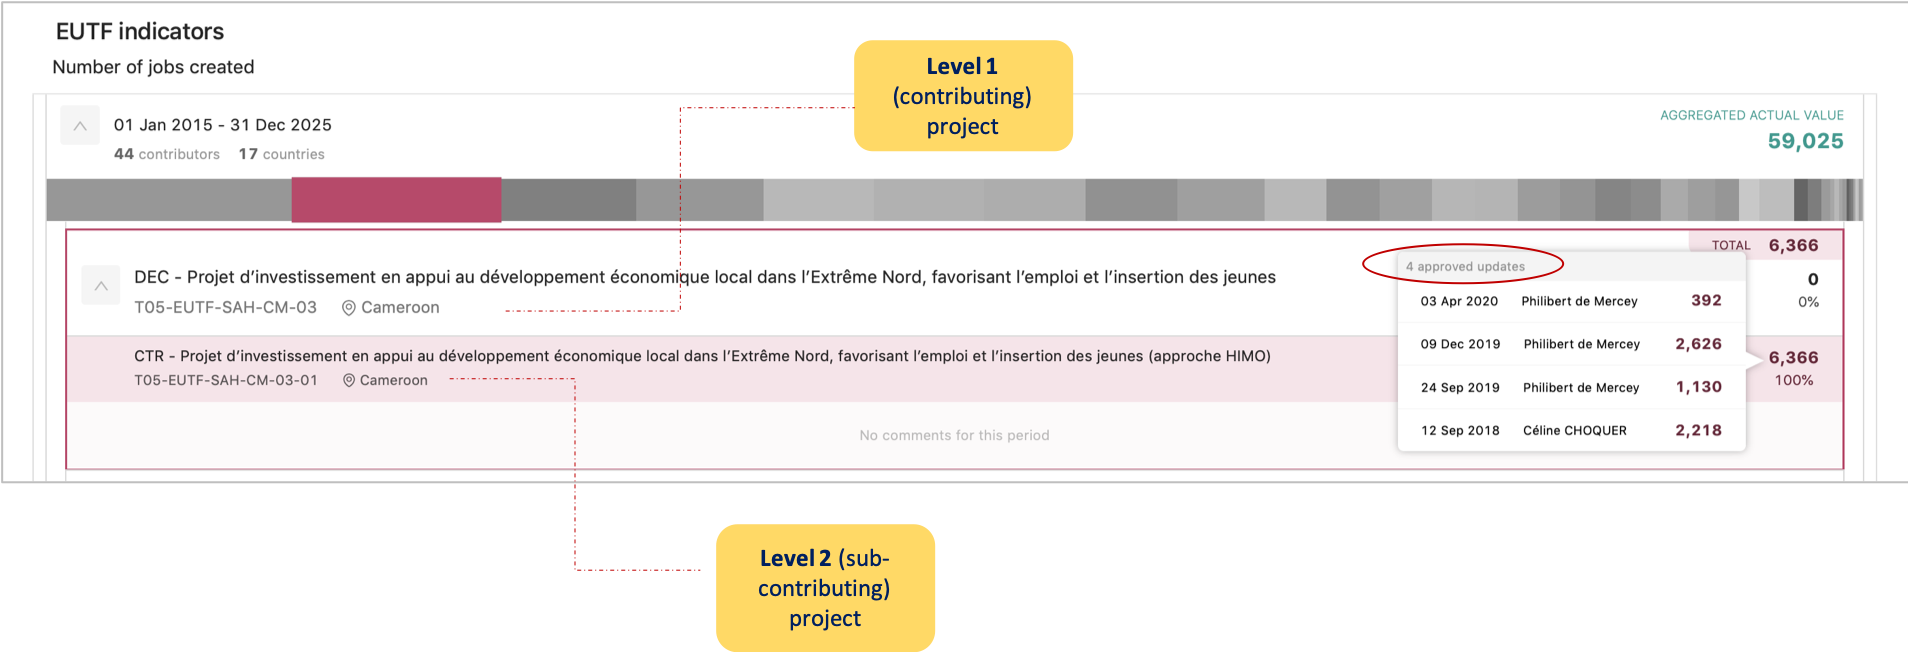 EUTF indicators
Number of jobs created
Level 1
(contributing)
project
01 Jan 2015 - 31 Dec 2025
44 contributors 17 countries
AGGREGATED ACTUAL VALUE
59,025
TOTAL 6,366
DEC - Projet d’investissement en appui au développement économique local dans l’Extrême Nord, favorisant l’emploi et l’insertion des jeunes
T05-EUTF-SAH-CM-03 Cameroon
0
0%
4 approved updates
03 Apr 2020 Philibert de Mercey 392
09 Dec 2019 Philibert de Mercey 2,626
24 Sep 2019 Philibert de Mercey 1,130
12 Sep 2018 Céline CHOQUER 2,218
CTR - Projet d’investissement en appui au développement économique local dans l’Extrême Nord, favorisant l’emploi et l’insertion des jeunes (approche HIMO)
T05-EUTF-SAH-CM-03-01 Cameroon
6,366
100%
No comments for this period
Level 2 (sub-
contributing)
project